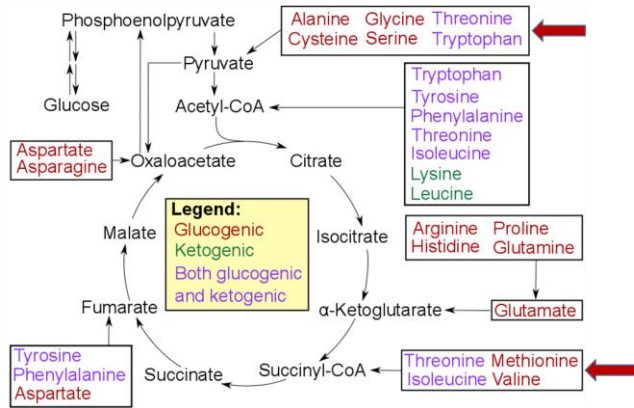 Phosphoenolpyruvate
Alanine Glycine Threonine
Cysteine Serine Tryptophan
Pyruvate
Glucose
Acetyl-CoA
Tryptophan
Tyrosine
Phenylalanine
Threonine
Isoleucine
Lysine
Leucine
Aspartate
Asparagine
Oxaloacetate
Citrate
Legend:
Glucogenic
Ketogenic
Both glucogenic
and ketogenic
Malate
Isocitrate
Arginine Proline
Histidine Glutamine
Fumarate
α-Ketoglutarate
Glutamate
Tyrosine
Phenylalanine
Aspartate
Succinate
Succinyl-CoA
Threonine Methionine
Isoleucine Valine